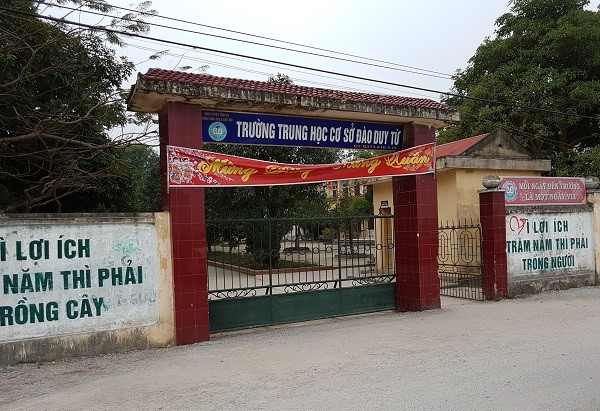 TRƯỜNG TRUNG HỌC CƠ SỞ ĐÀO DUY TỪ
Mừng Đảng Mừng Xuân
MỖI NGÀY ĐẾN TRƯỜNG
LÀ MỘT NGÀY VUI
Ì LỢI ÍCH
NĂM THÌ PHẢI
RỒNG CÂY
VÌ LỢI ÍCH
TRĂM NĂM THÌ PHẢI
TRỒNG NGƯỜI